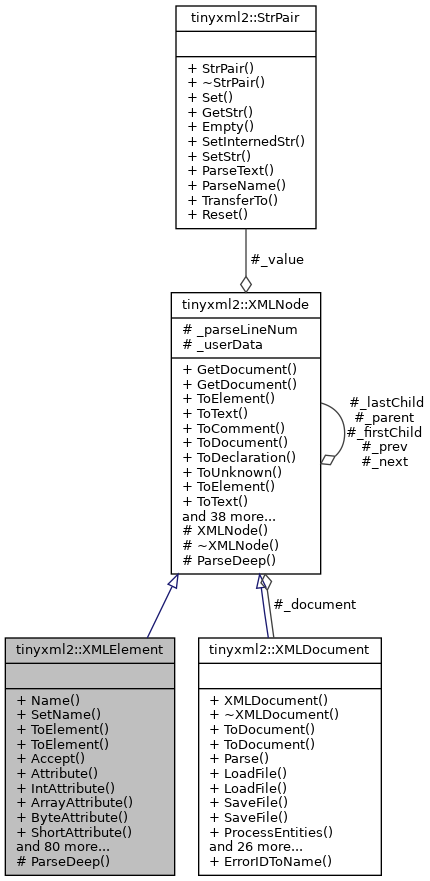 tinyxml2::StrPair
+ StrPair()
+ ~StrPair()
+ Set()
+ GetStr()
+ Empty()
+ SetInternedStr()
+ SetStr()
+ ParseText()
+ ParseName()
+ TransferTo()
+ Reset()
#_value
tinyxml2::XMLNode
# _parseLineNum
# _userData
+ GetDocument()
+ GetDocument()
+ ToElement()
+ ToText()
+ ToComment()
+ ToDocument()
+ ToDeclaration()
+ ToUnknown()
+ ToElement()
+ ToText()
and 38 more...
# XMLNode()
# ~XMLNode()
# ParseDeep()
#_lastChild
#_parent
#_firstChild
#_prev
#_next
#_document
tinyxml2::XMLElement
+ Name()
+ SetName()
+ ToElement()
+ ToElement()
+ Accept()
+ Attribute()
+ IntAttribute()
+ ArrayAttribute()
+ ByteAttribute()
+ ShortAttribute()
and 80 more...
# ParseDeep()
tinyxml2::XMLDocument
+ XMLDocument()
+ ~XMLDocument()
+ ToDocument()
+ ToDocument()
+ Parse()
+ LoadFile()
+ LoadFile()
+ SaveFile()
+ SaveFile()
+ ProcessEntities()
and 26 more...
+ ErrorIDToName()